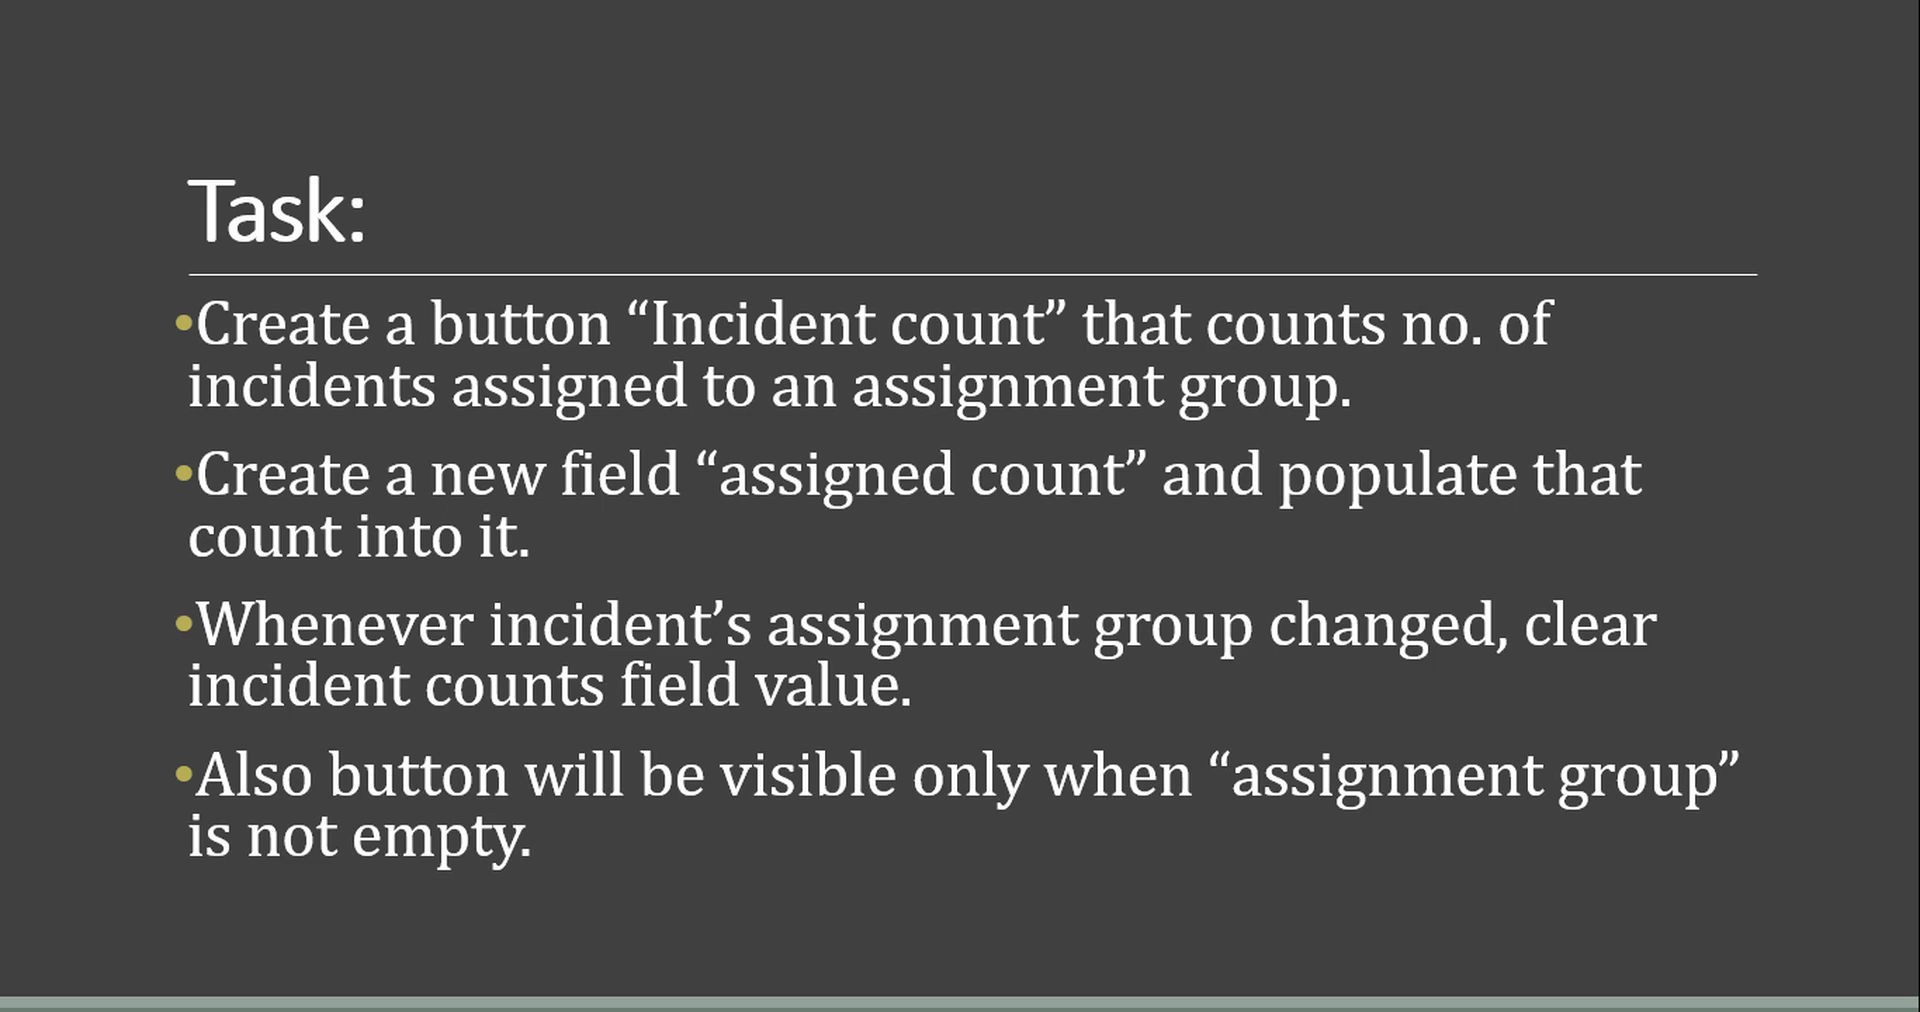 Task:
•Create a button “Incident count” that counts no. of
incidents assigned to an assignment group.
•Create a new field “assigned count” and populate that
count into it.
•Whenever incident’s assignment group changed, clear
incident counts field value.
•Also button will be visible only when “assignment group”
is not empty.